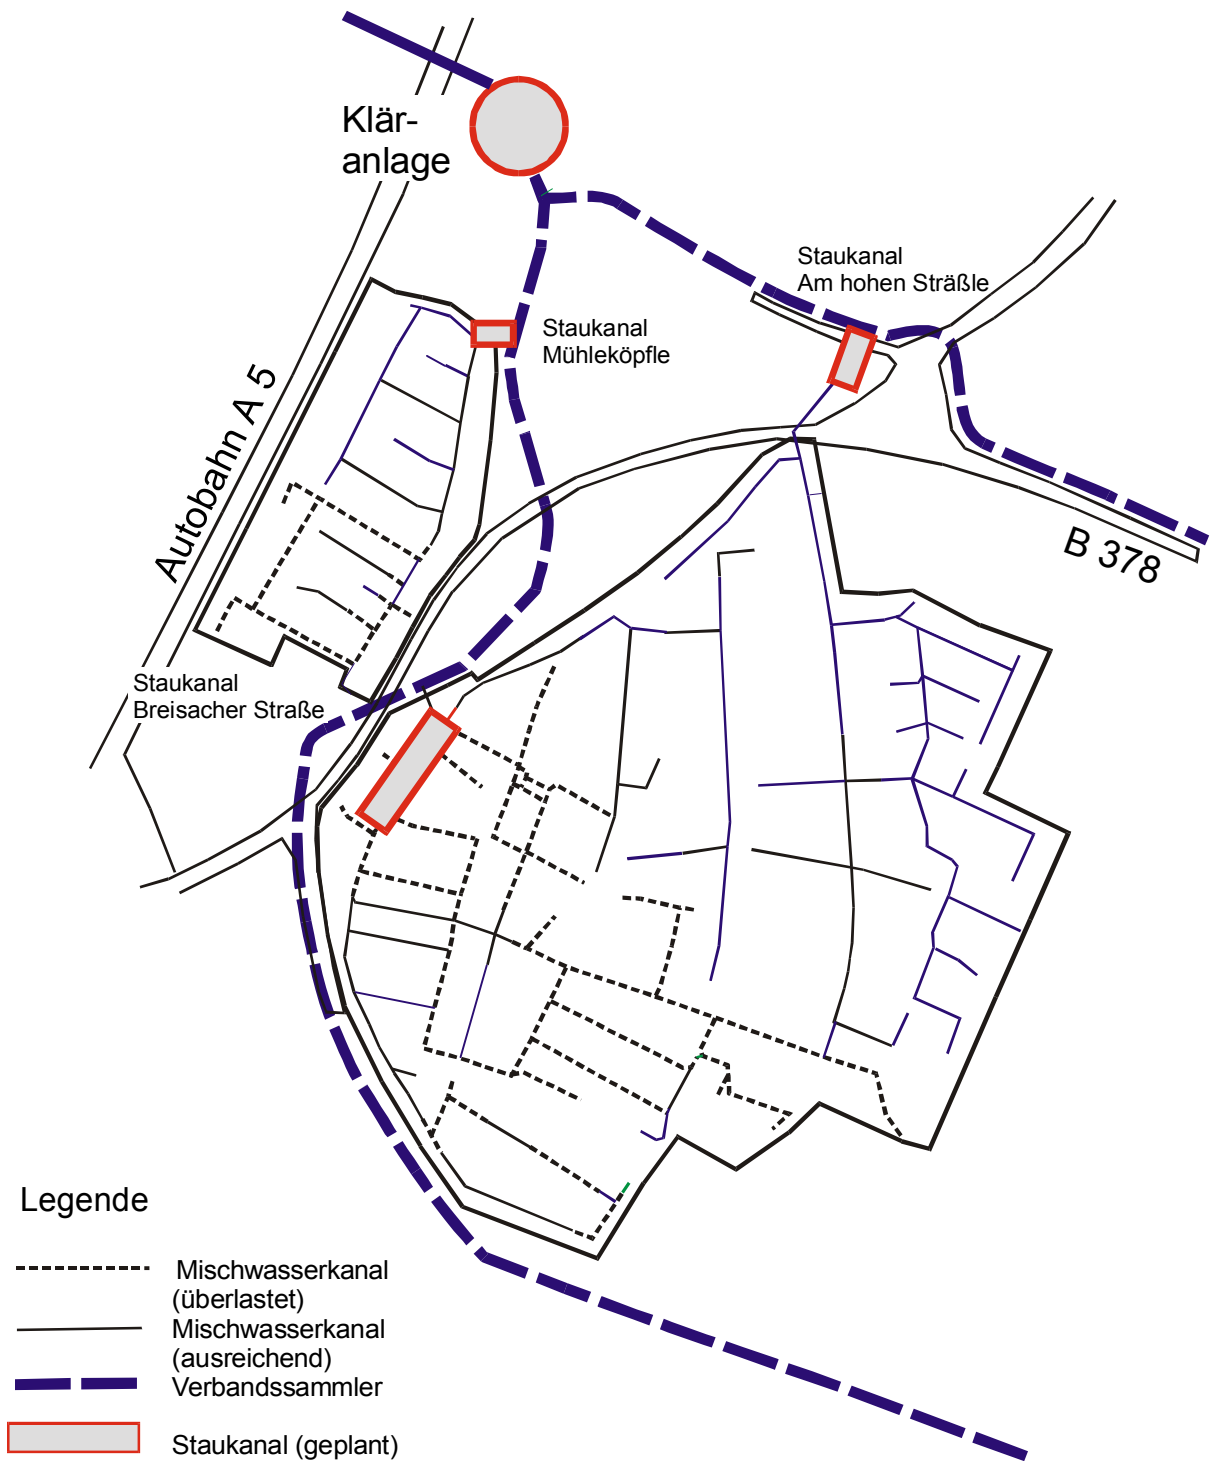 Klär-
anlage
Staukanal
Am hohen Sträßle
Staukanal
Mühleköpfle
Autobahn A 5
B 378
Staukanal
Breisacher Straße
Legende
Mischwasserkanal
(überlastet)
Mischwasserkanal
(ausreichend)
Verbandssammler
Staukanal (geplant)